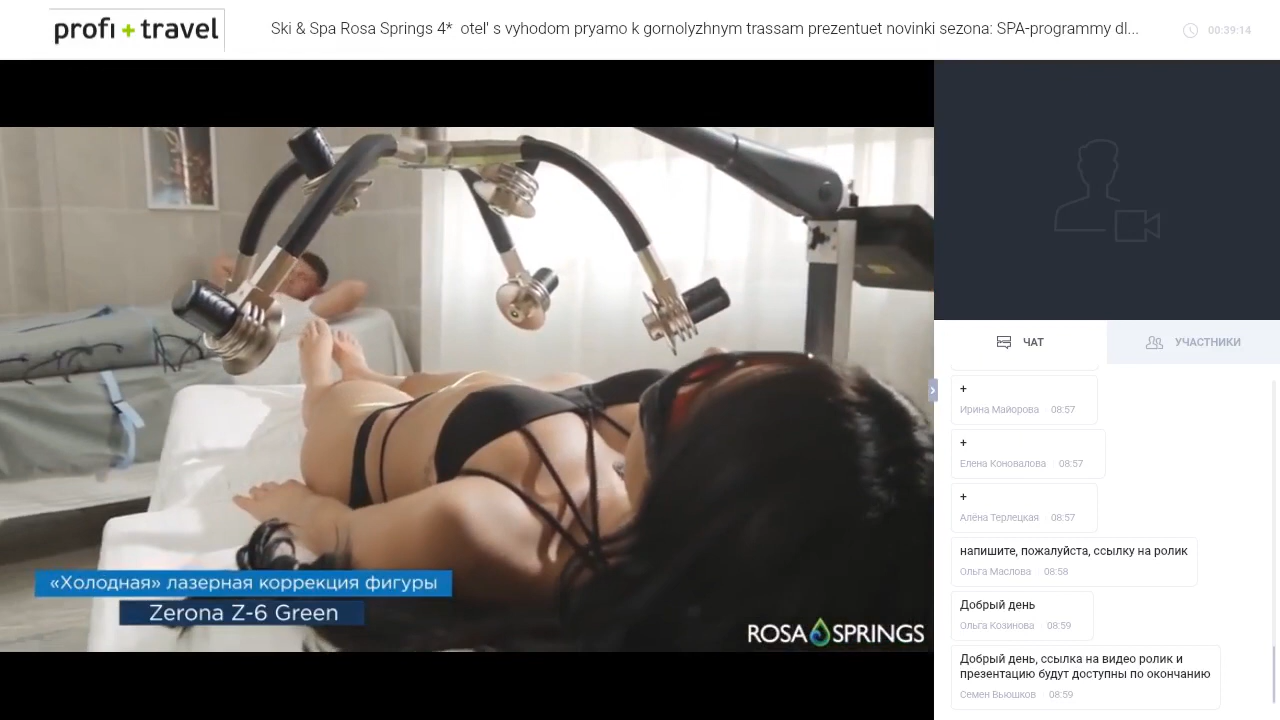 profi + travel
Ski & Spa Rosa Springs 4* otel' s vyhodom pryamo k gornolyzhnym trassam prezentuet novinki sezona: SPA-programmy dl...
00:39:14
«Холодная» лазерная коррекция фигуры
Zerona Z-6 Green
ROSA SPRINGS
ЧАТ
УЧАСТНИКИ
+
Ирина Майорова 08:57
+
Елена Коновалова 08:57
+
Алёна Терлецкая 08:57
напишите, пожалуйста, ссылку на ролик
Ольга Маслова 08:58
Добрый день
Ольга Козинова 08:59
Добрый день, ссылка на видео ролик и
презентацию будут доступны по окончанию
Семен Вьюшков 08:59